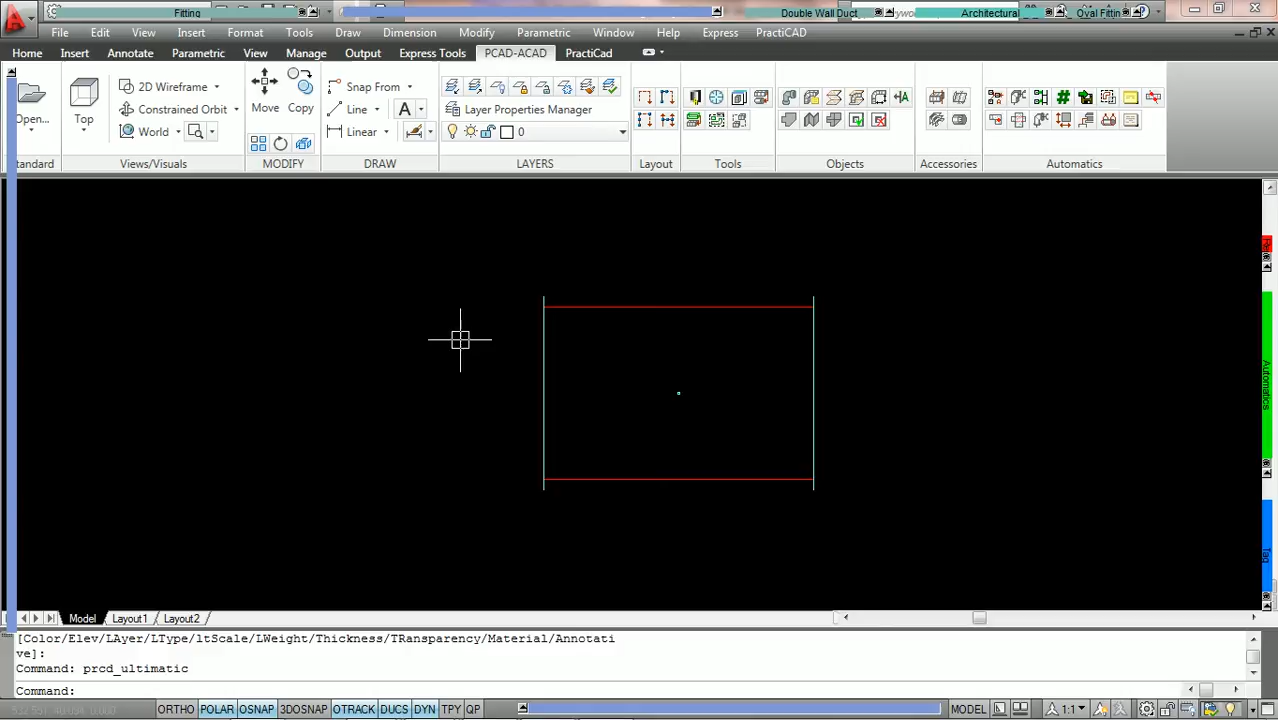 Fitting
Double Wall Duct
Architectural
Oval Fittin
File Edit View Insert Format Tools Draw Dimension Modify Parametric Window Help Express PractiCAD
Home Insert Annotate Parametric View Manage Output Express Tools PCAD-ACAD PractiCad
2D Wireframe
Snap From
Open...
Top
Constrained Orbit
Move
Copy
Line
A
Layer Properties Manager
World
Linear
0
tandard
Views/Visuals
MODIFY
DRAW
LAYERS
Layout
Tools
Objects
Accessories
Automatics
Automatics
Tag
Model Layout1 Layout2
[Color/Elev/LAyer/LType/ltScale/LWeight/Thickness/TRansparency/Material/Annotati
ve]:
Command: prcd_ultimatic
Command:
ORTHO POLAR OSNAP 3DOSNAP OTRACK DUCS DYN TPY QP
MODEL
1:1